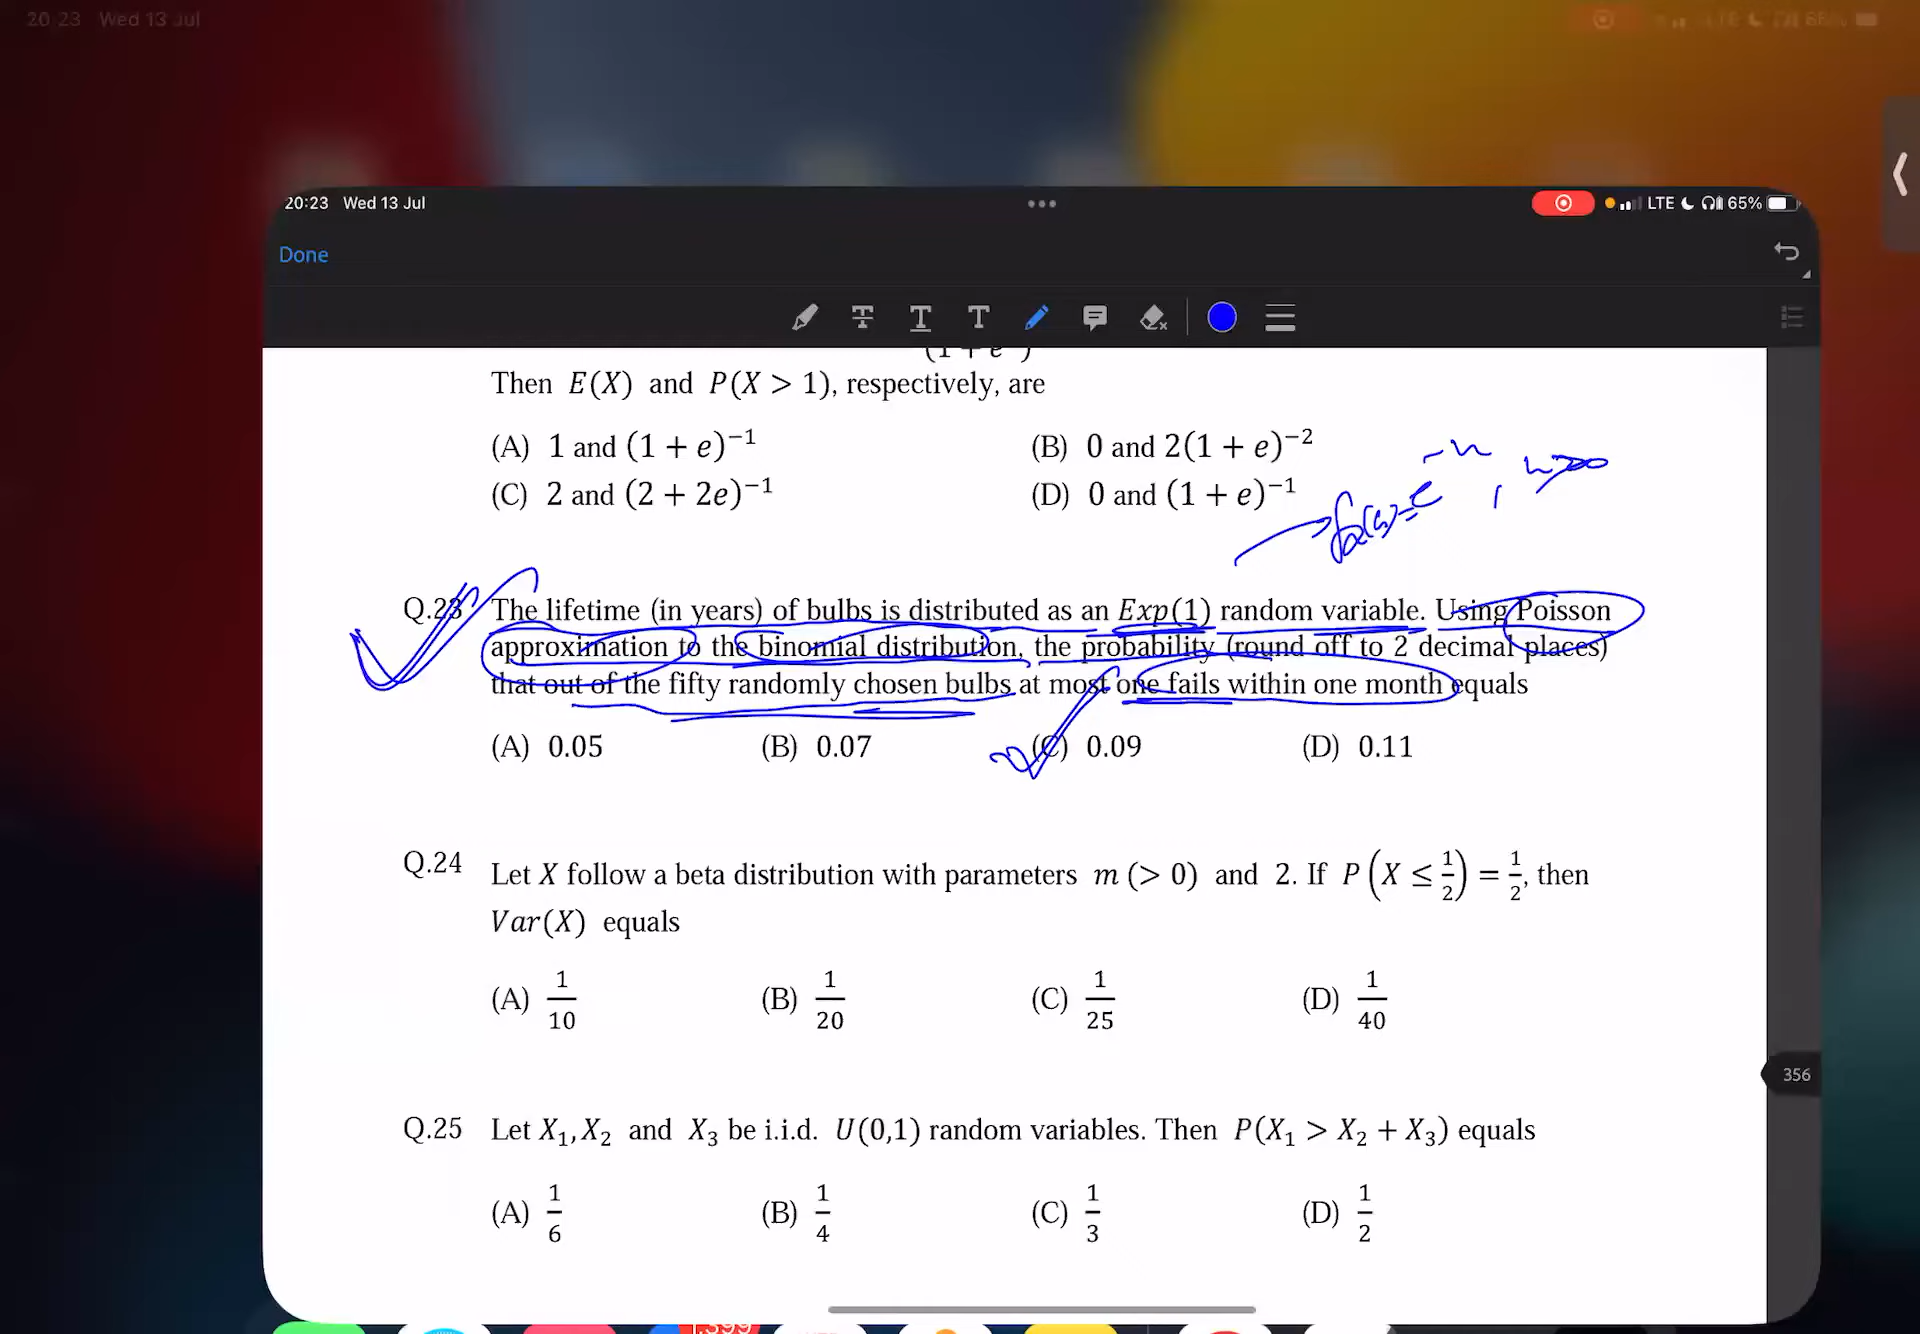 20:23 Wed 13 Jul
20:23 Wed 13 Jul
LTE 65%
Done
Then E(X) and P(X > 1), respectively, are
(A) 1 and (1 + e)⁻¹ (B) 0 and 2(1 + e)⁻²
(C) 2 and (2 + 2e)⁻¹ (D) 0 and (1 + e)⁻¹
Q.23 The lifetime (in years) of bulbs is distributed as an Exp(1) random variable. Using Poisson
approximation to the binomial distribution, the probability (round off to 2 decimal places)
that out of the fifty randomly chosen bulbs at most one fails within one month equals
(A) 0.05 (B) 0.07 (C) 0.09 (D) 0.11
Q.24 Let X follow a beta distribution with parameters m (> 0) and 2. If P(X ≤ 1/2) = 1/2, then
Var(X) equals
(A) 1/10 (B) 1/20 (C) 1/25 (D) 1/40
356
Q.25 Let X₁, X₂ and X₃ be i.i.d. U(0,1) random variables. Then P(X₁ > X₂ + X₃) equals
(A) 1/6 (B) 1/4 (C) 1/3 (D) 1/2